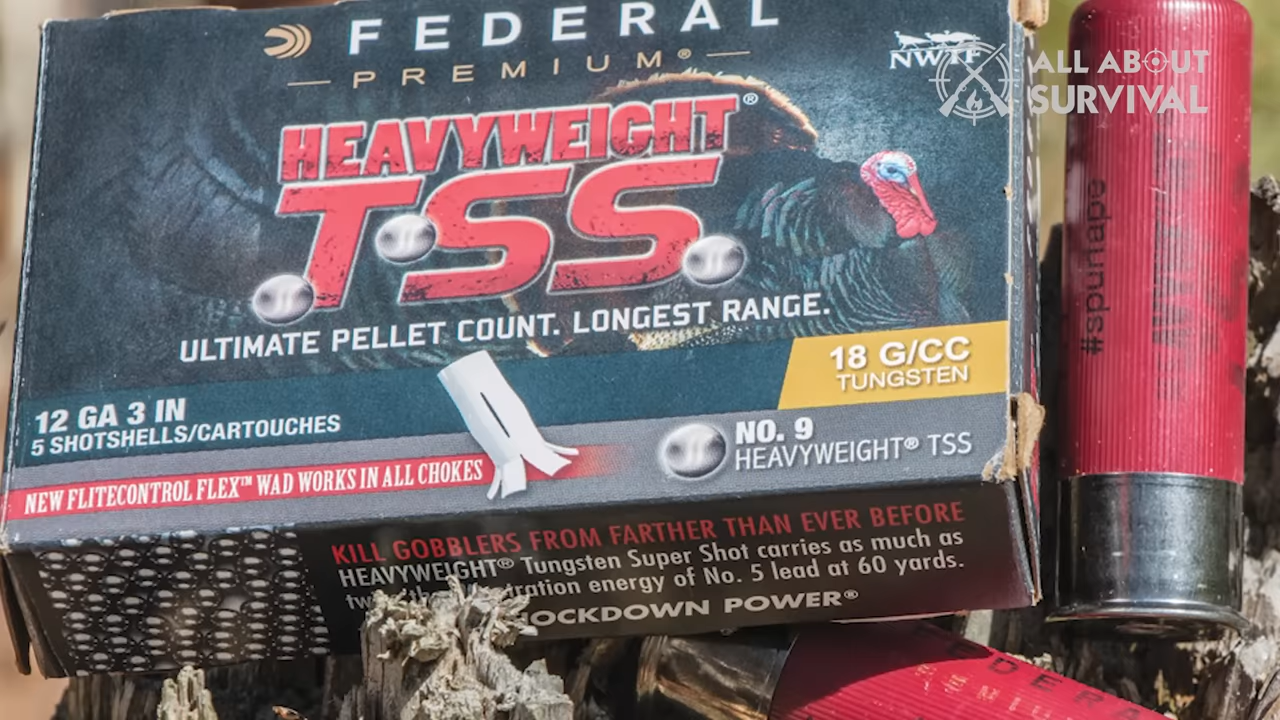 FEDERAL
PREMIUM®
NWTF
ALL ABOUT
SURVIVAL
HEAVYWEIGHT®
TSS
ULTIMATE PELLET COUNT. LONGEST RANGE.
18 G/CC
TUNGSTEN
12 GA 3 IN
5 SHOTSHELLS/CARTOUCHES
NO. 9
HEAVYWEIGHT® TSS
NEW FLITECONTROL FLEX™ WAD WORKS IN ALL CHOKES
KILL GOBBLERS FROM FARTHER THAN EVER BEFORE
HEAVYWEIGHT® Tungsten Super Shot carries as much as
energy of No. 5 lead at 60 yards.
POWER®
#spurtape
FEDER